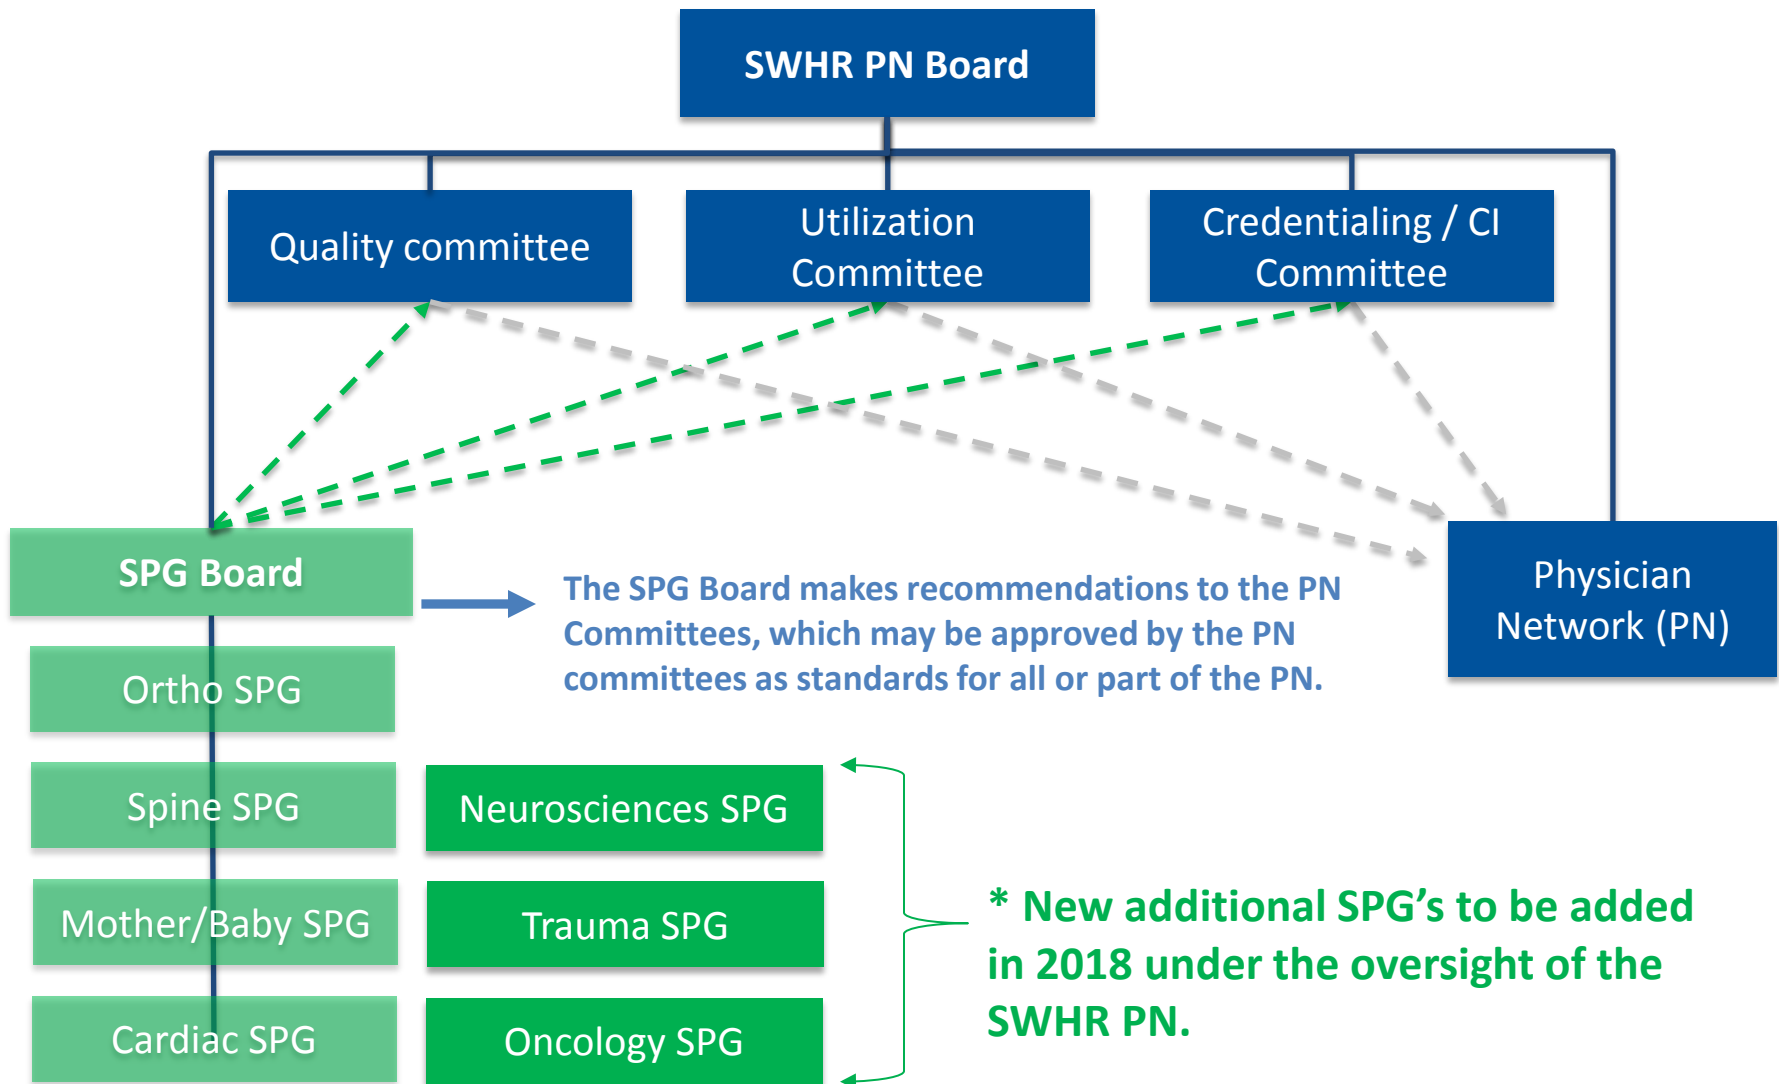 SWHR PN Board
Quality committee
Utilization
Committee
Credentialing / CI
Committee
SPG Board
The SPG Board makes recommendations to the PN
Committees, which may be approved by the PN
committees as standards for all or part of the PN.
Physician
Network (PN)
Ortho SPG
Spine SPG
Mother/Baby SPG
Cardiac SPG
Neurosciences SPG
Trauma SPG
Oncology SPG
* New additional SPG’s to be added
in 2018 under the oversight of the
SWHR PN.